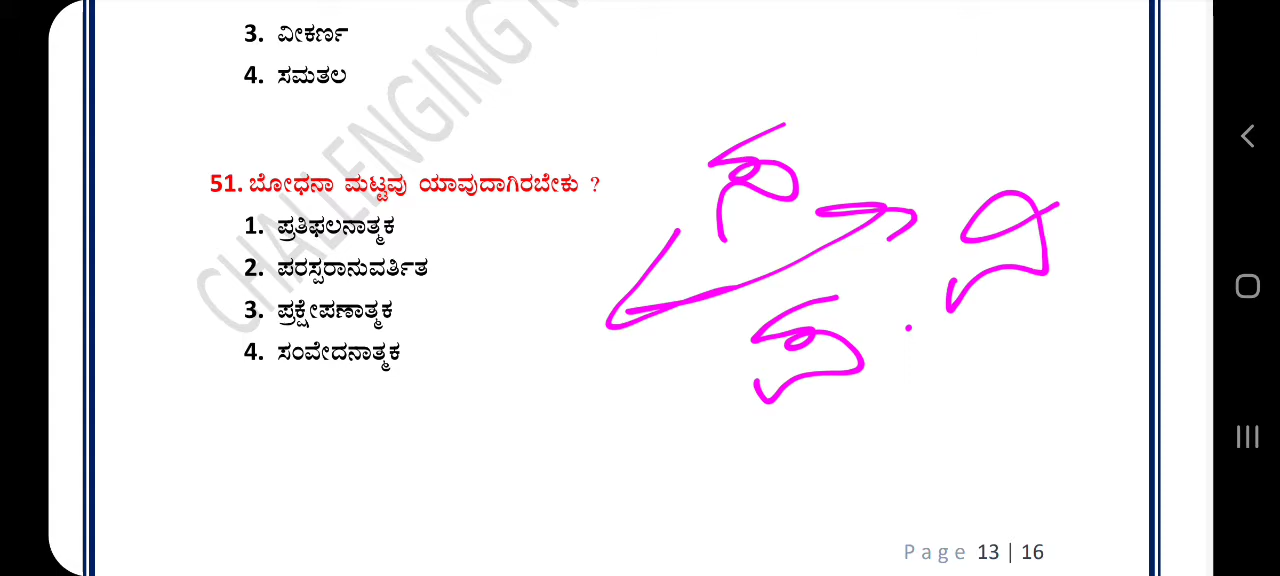 3. ವೀಕರ್ಣ
4. ಸಮತಲ
51. ಬೋಧನಾ ಮಟ್ಟವು ಯಾವುದಾಗಿರಬೇಕು ?
1. ಪ್ರತಿಫಲನಾತ್ಮಕ
2. ಪರಸ್ಪರಾನುವರ್ತಿತ
3. ಪ್ರಕ್ಷೇಪಣಾತ್ಮಕ
4. ಸಂವೇದನಾತ್ಮಕ
CHALLENGING
Page 13 | 16